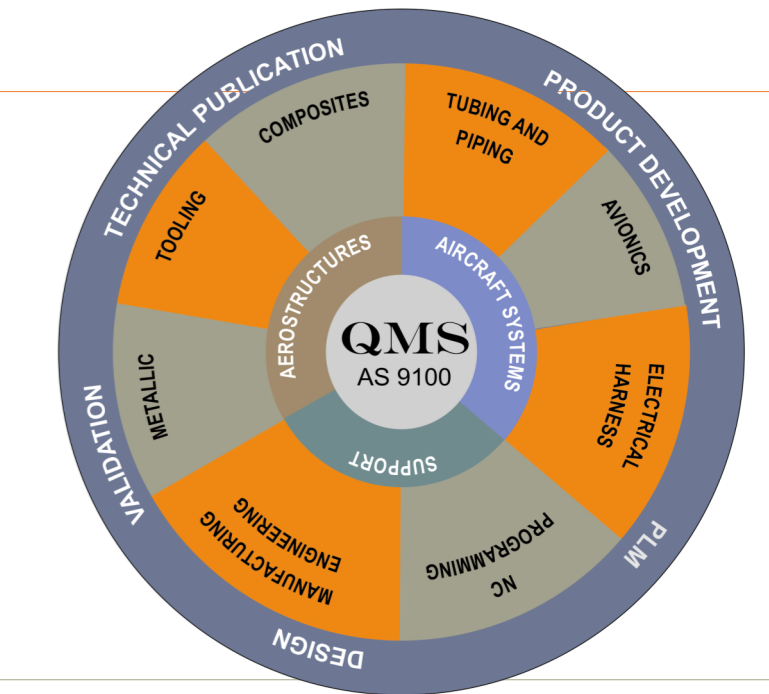 TECHNICAL PUBLICATION
PRODUCT DEVELOPMENT
PLM
DESIGN
VALIDATION
COMPOSITES
TUBING AND
PIPING
AVIONICS
ELECTRICAL
HARNESS
NC
PROGRAMMING
MANUFACTURING
ENGINEERING
METALLIC
TOOLING
AEROSTRUCTURES
AIRCRAFT SYSTEMS
SUPPORT
QMS
AS 9100